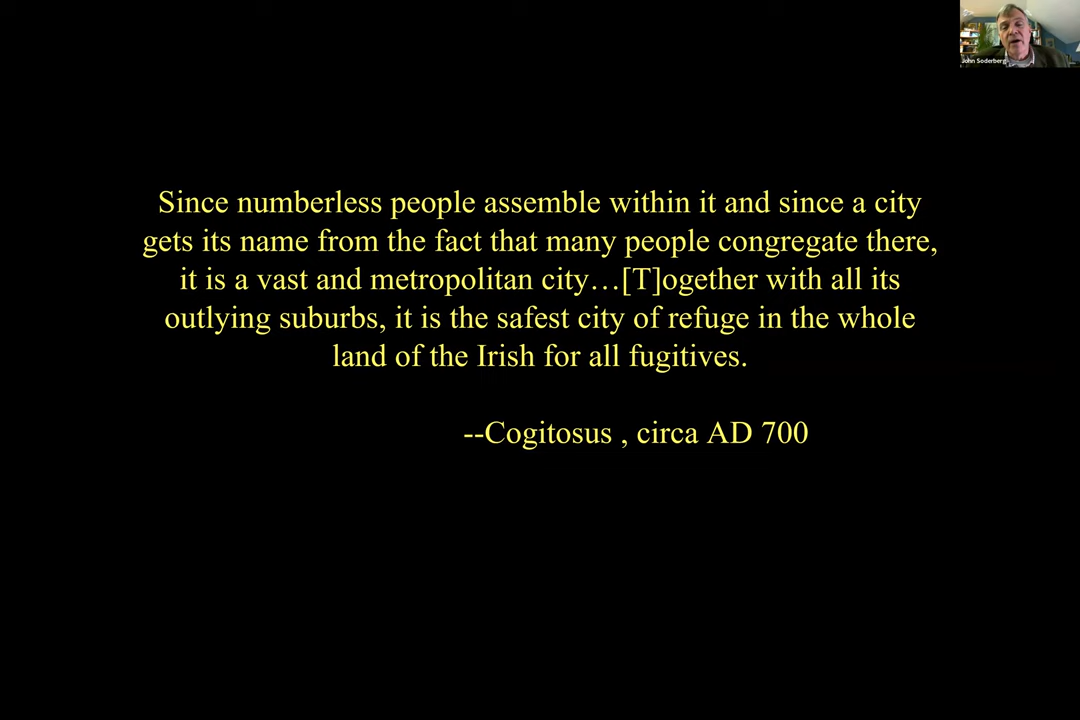 John Soderberg
Since numberless people assemble within it and since a city
gets its name from the fact that many people congregate there,
it is a vast and metropolitan city…[T]ogether with all its
outlying suburbs, it is the safest city of refuge in the whole
land of the Irish for all fugitives.
--Cogitosus , circa AD 700